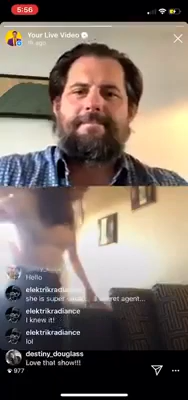 5:56
Your Live Video
Hello
elektrikradiance
she is super
secret agent...
elektrikradiance
I knew it!
elektrikradiance
lol
destiny_douglass
Love that show!!!
977